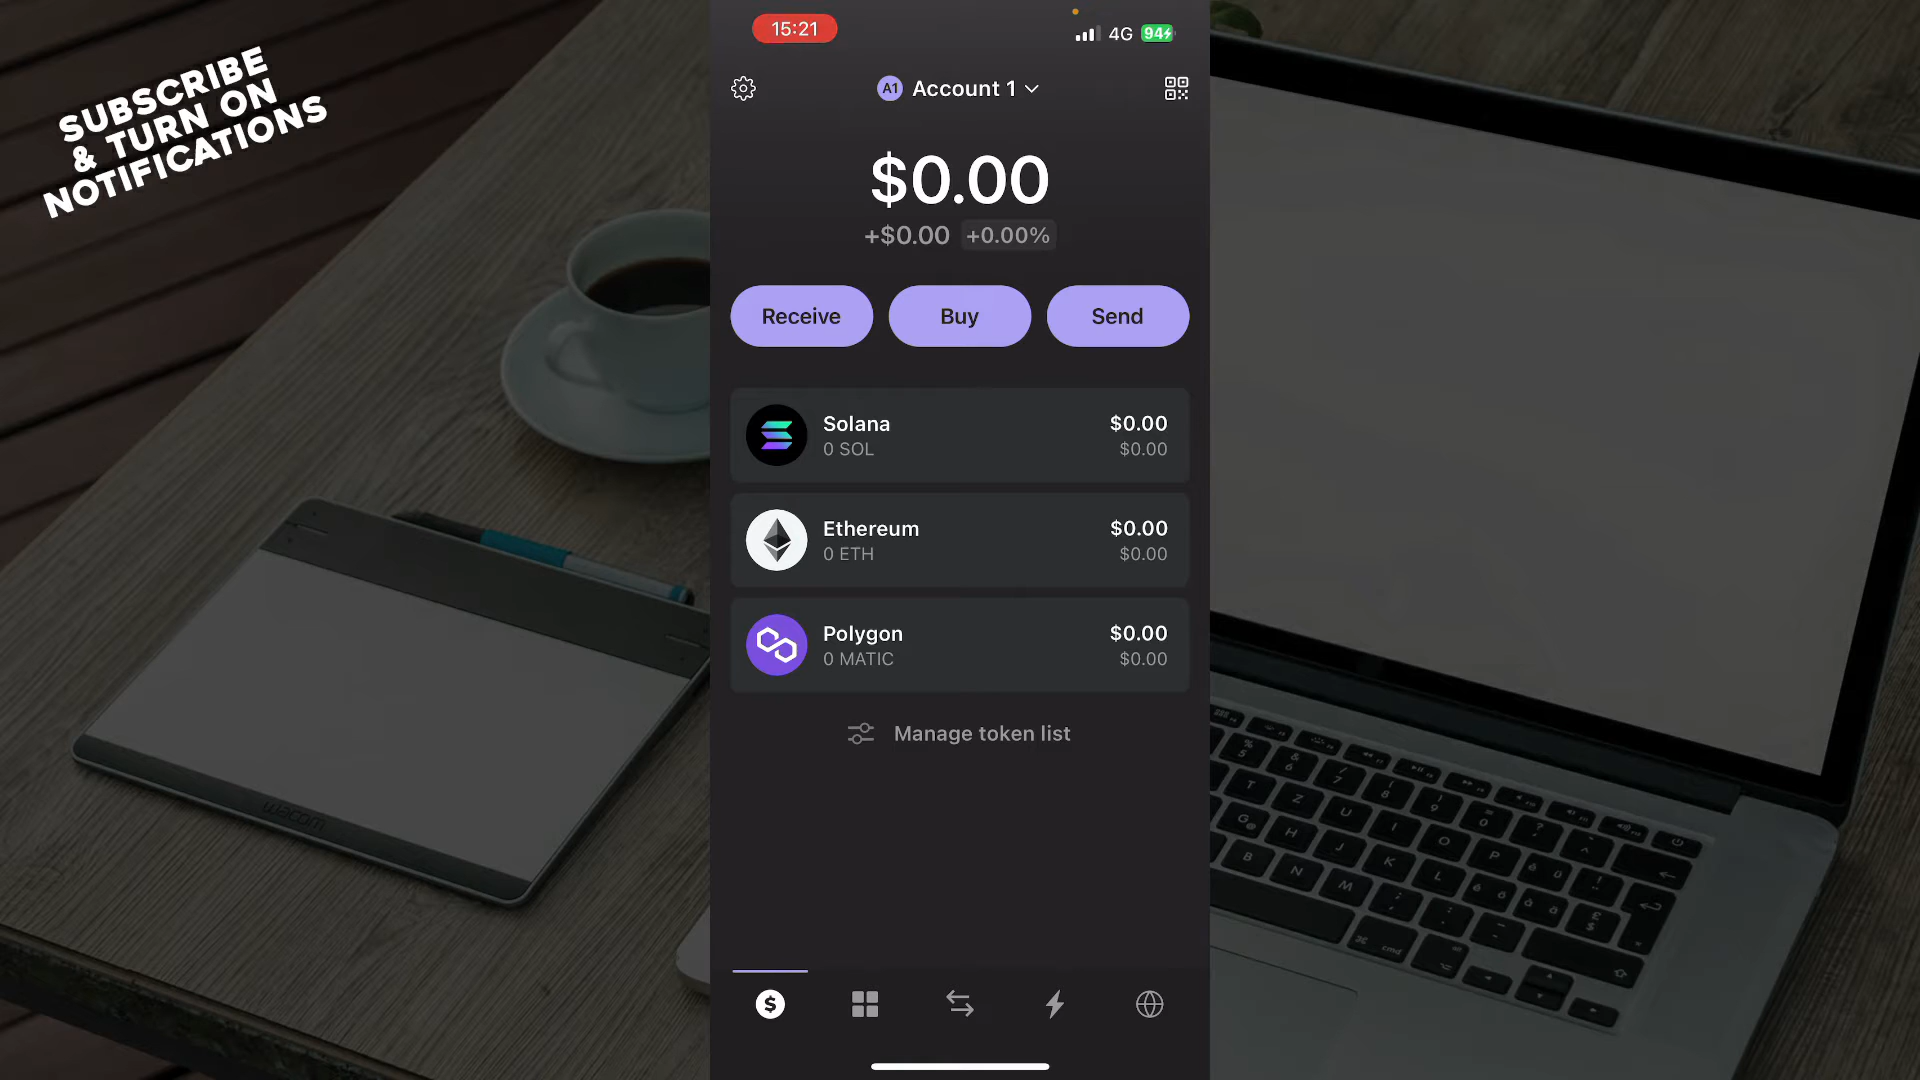 SUBSCRIBE
& TURN ON
NOTIFICATIONS
15:21
4G 94
A1 Account 1
$0.00
+$0.00 +0.00%
Receive Buy Send
Solana $0.00
0 SOL $0.00
Ethereum $0.00
0 ETH $0.00
Polygon $0.00
0 MATIC $0.00
Manage token list
wacom